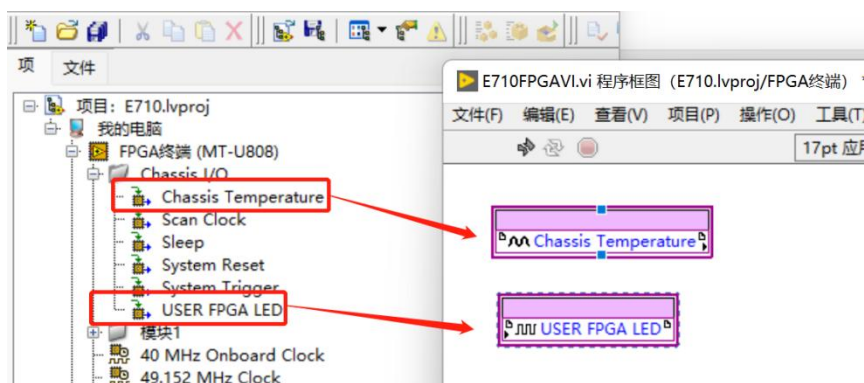 项 文件
项目：E710.lvproj
我的电脑
FPGA终端 (MT-U808)
Chassis I/O
Chassis Temperature
Scan Clock
Sleep
System Reset
System Trigger
USER FPGA LED
模块1
40 MHz Onboard Clock
49.152 MHz Clock
E710FPGAVI.vi 程序框图（E710.lvproj/FPGA终端） *
文件(F) 编辑(E) 查看(V) 项目(P) 操作(O) 工具(T)
17pt 应用
Chassis Temperature
USER FPGA LED